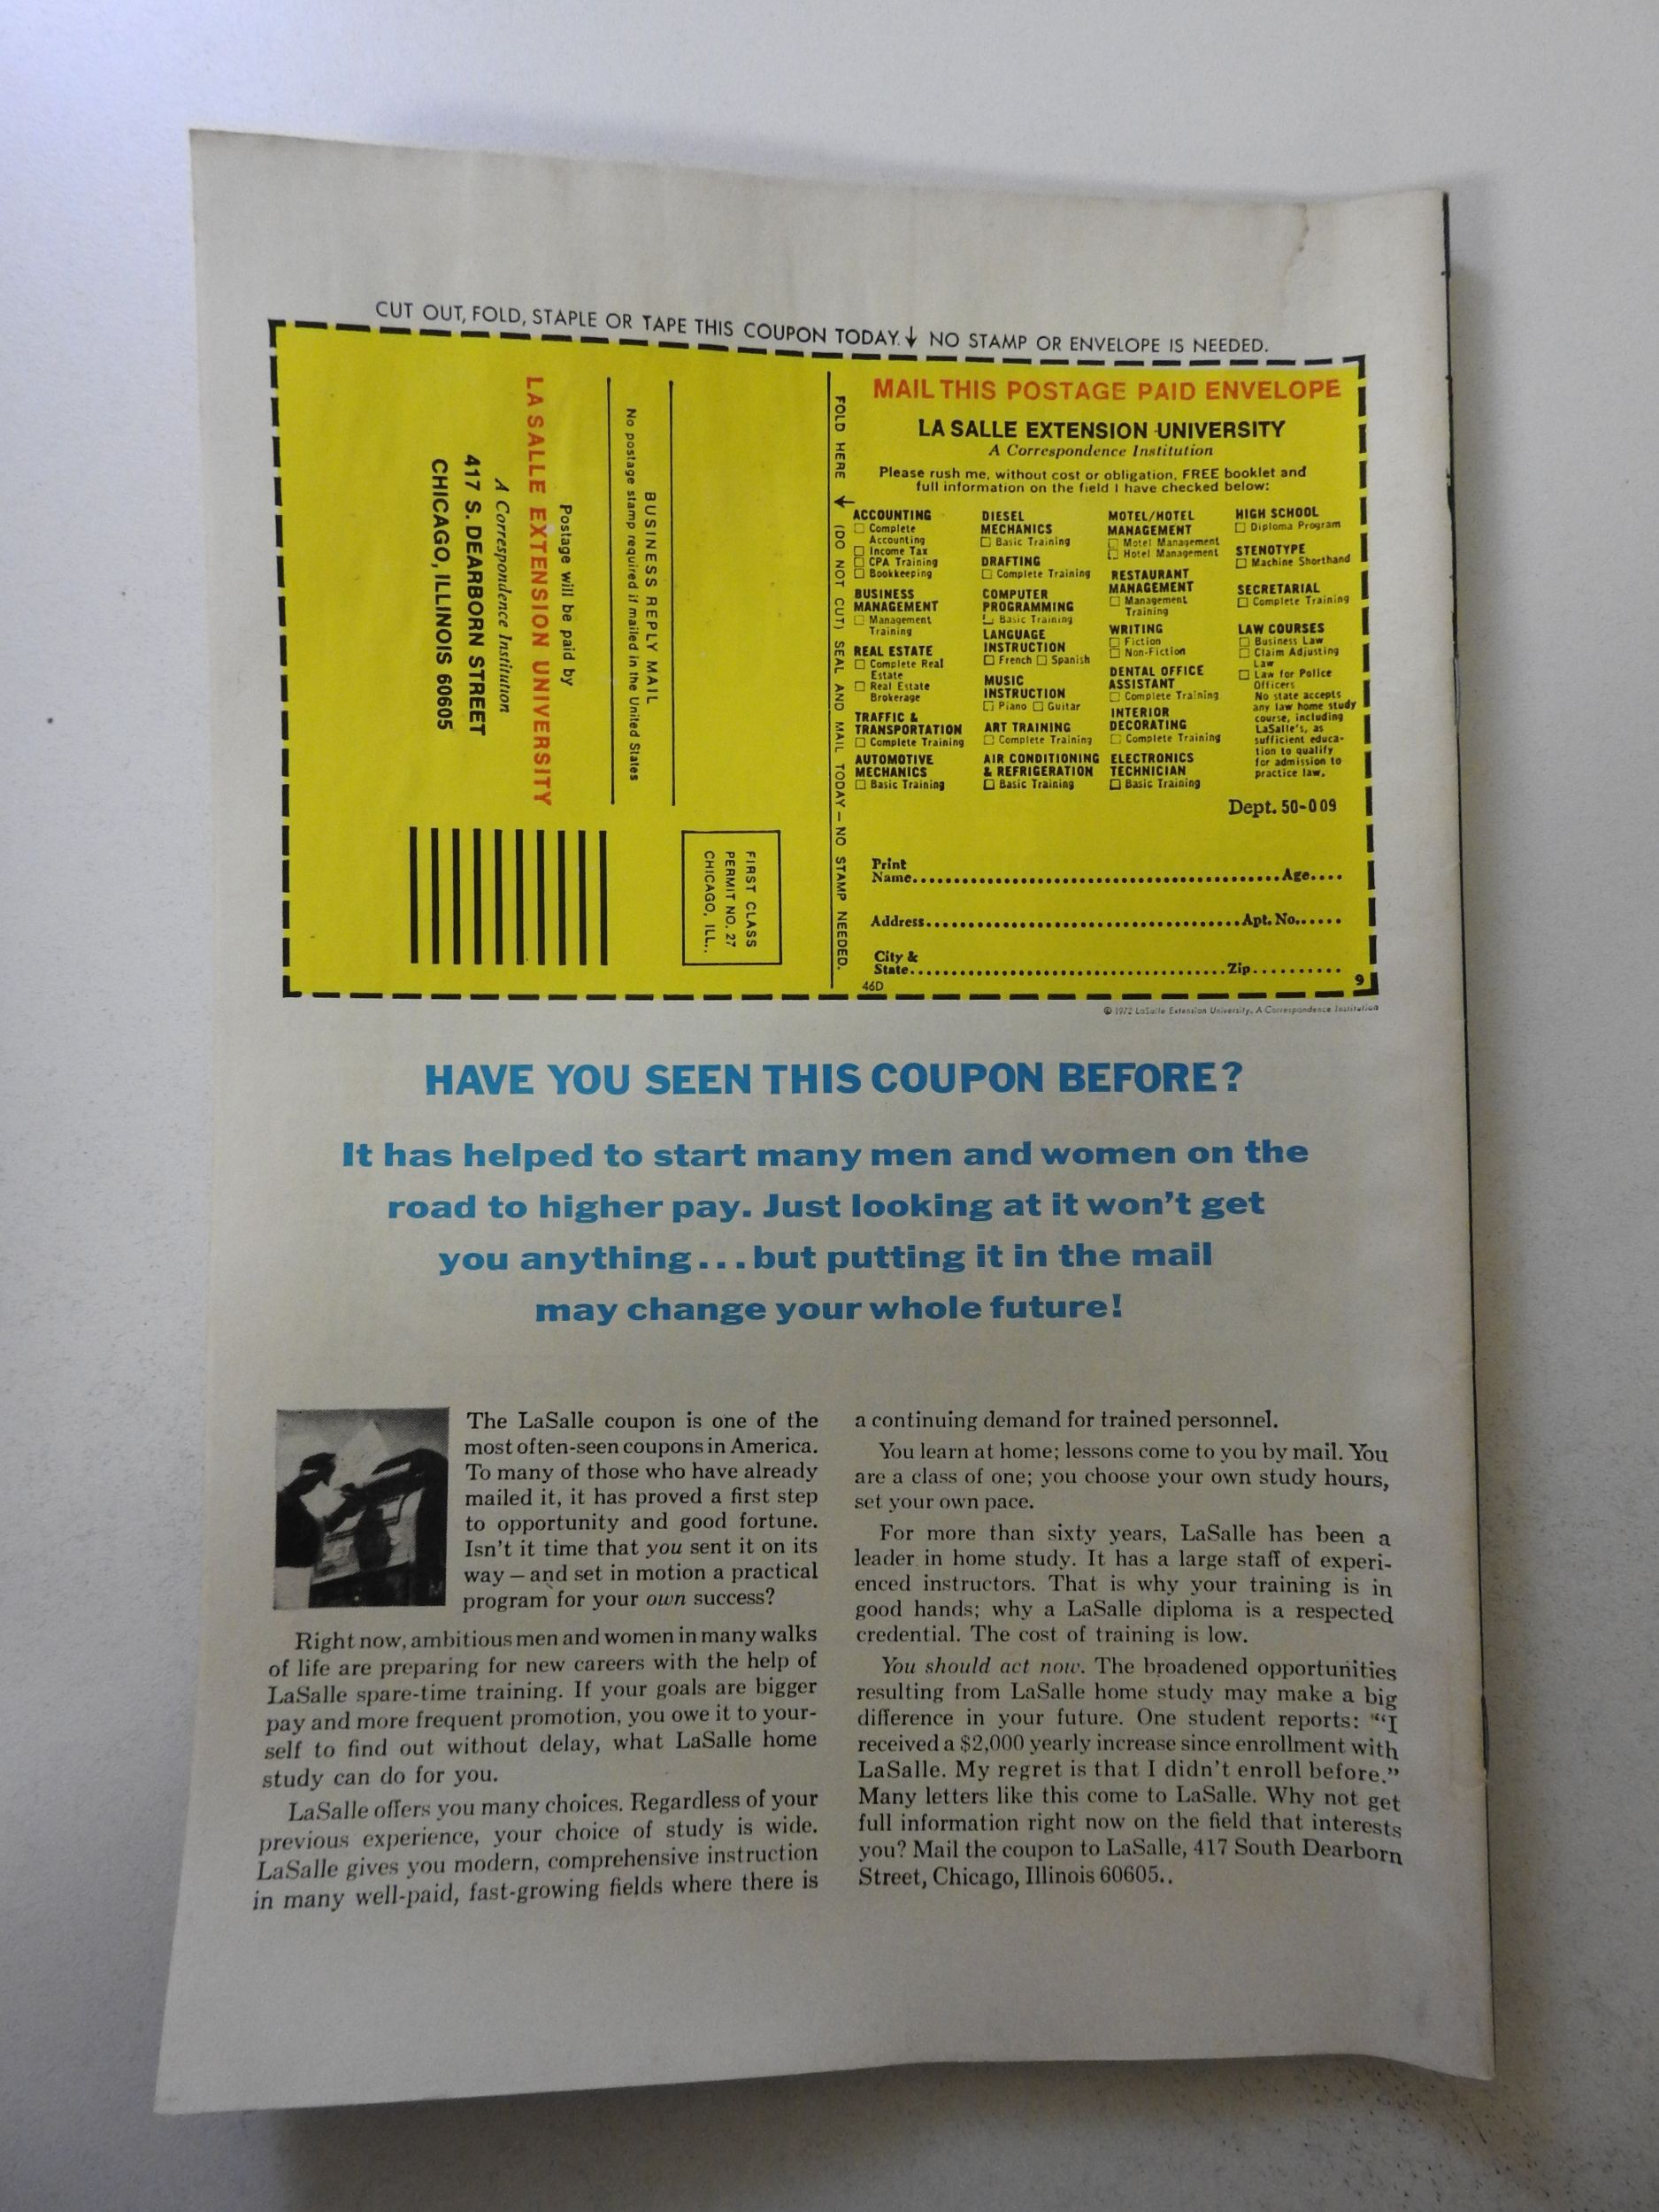 CUT OUT, FOLD, STAPLE OR TAPE THIS COUPON TODAY.↓ NO STAMP OR ENVELOPE IS NEEDED.
BUSINESS REPLY MAIL
No postage stamp required if mailed in the United States
Postage will be paid by
LA SALLE EXTENSION UNIVERSITY
A Correspondence Institution
417 S. DEARBORN STREET
CHICAGO, ILLINOIS 60605
FIRST CLASS
PERMIT NO. 27
CHICAGO, ILL..
FOLD HERE ↓ (DO NOT CUT) SEAL AND MAIL TODAY — NO STAMP NEEDED.
MAIL THIS POSTAGE PAID ENVELOPE
LA SALLE EXTENSION UNIVERSITY
A Correspondence Institution
Please rush me, without cost or obligation, FREE booklet and
full information on the field I have checked below:
ACCOUNTING
☐ Complete
Accounting
☐ Income Tax
☐ CPA Training
☐ Bookkeeping
BUSINESS
MANAGEMENT
☐ Management
Training
REAL ESTATE
☐ Complete Real
Estate
☐ Real Estate
Brokerage
TRAFFIC &
TRANSPORTATION
☐ Complete Training
AUTOMOTIVE
MECHANICS
☐ Basic Training
DIESEL
MECHANICS
☐ Basic Training
DRAFTING
☐ Complete Training
COMPUTER
PROGRAMMING
☐ Basic Training
LANGUAGE
INSTRUCTION
☐ French ☐ Spanish
MUSIC
INSTRUCTION
☐ Piano ☐ Guitar
ART TRAINING
☐ Complete Training
AIR CONDITIONING
& REFRIGERATION
☐ Basic Training
MOTEL/HOTEL
MANAGEMENT
☐ Motel Management
☐ Hotel Management
RESTAURANT
MANAGEMENT
☐ Management
Training
WRITING
☐ Fiction
☐ Non-Fiction
DENTAL OFFICE
ASSISTANT
☐ Complete Training
INTERIOR
DECORATING
☐ Complete Training
ELECTRONICS
TECHNICIAN
☐ Basic Training
HIGH SCHOOL
☐ Diploma Program
STENOTYPE
☐ Machine Shorthand
SECRETARIAL
☐ Complete Training
LAW COURSES
☐ Business Law
☐ Claim Adjusting
Law
☐ Law for Police
Officers
No state accepts
any law home study
course, including
LaSalle's, as
sufficient educa-
tion to qualify
for admission to
practice law.
Dept. 50-009
Print
Name.............Age....
Address.............Apt. No......
City &
State.............Zip..........
46D
9
© 1972 LaSalle Extension University, A Correspondence Institution
HAVE YOU SEEN THIS COUPON BEFORE?
It has helped to start many men and women on the
road to higher pay. Just looking at it won't get
you anything...but putting it in the mail
may change your whole future!
The LaSalle coupon is one of the
most often-seen coupons in America.
To many of those who have already
mailed it, it has proved a first step
to opportunity and good fortune.
Isn't it time that you sent it on its
way — and set in motion a practical
program for your own success?
Right now, ambitious men and women in many walks
of life are preparing for new careers with the help of
LaSalle spare-time training. If your goals are bigger
pay and more frequent promotion, you owe it to your-
self to find out without delay, what LaSalle home
study can do for you.
LaSalle offers you many choices. Regardless of your
previous experience, your choice of study is wide.
LaSalle gives you modern, comprehensive instruction
in many well-paid, fast-growing fields where there is
a continuing demand for trained personnel.
You learn at home; lessons come to you by mail. You
are a class of one; you choose your own study hours,
set your own pace.
For more than sixty years, LaSalle has been a
leader in home study. It has a large staff of experi-
enced instructors. That is why your training is in
good hands; why a LaSalle diploma is a respected
credential. The cost of training is low.
You should act now. The broadened opportunities
resulting from LaSalle home study may make a big
difference in your future. One student reports: "I
received a $2,000 yearly increase since enrollment with
LaSalle. My regret is that I didn't enroll before."
Many letters like this come to LaSalle. Why not get
full information right now on the field that interests
you? Mail the coupon to LaSalle, 417 South Dearborn
Street, Chicago, Illinois 60605..